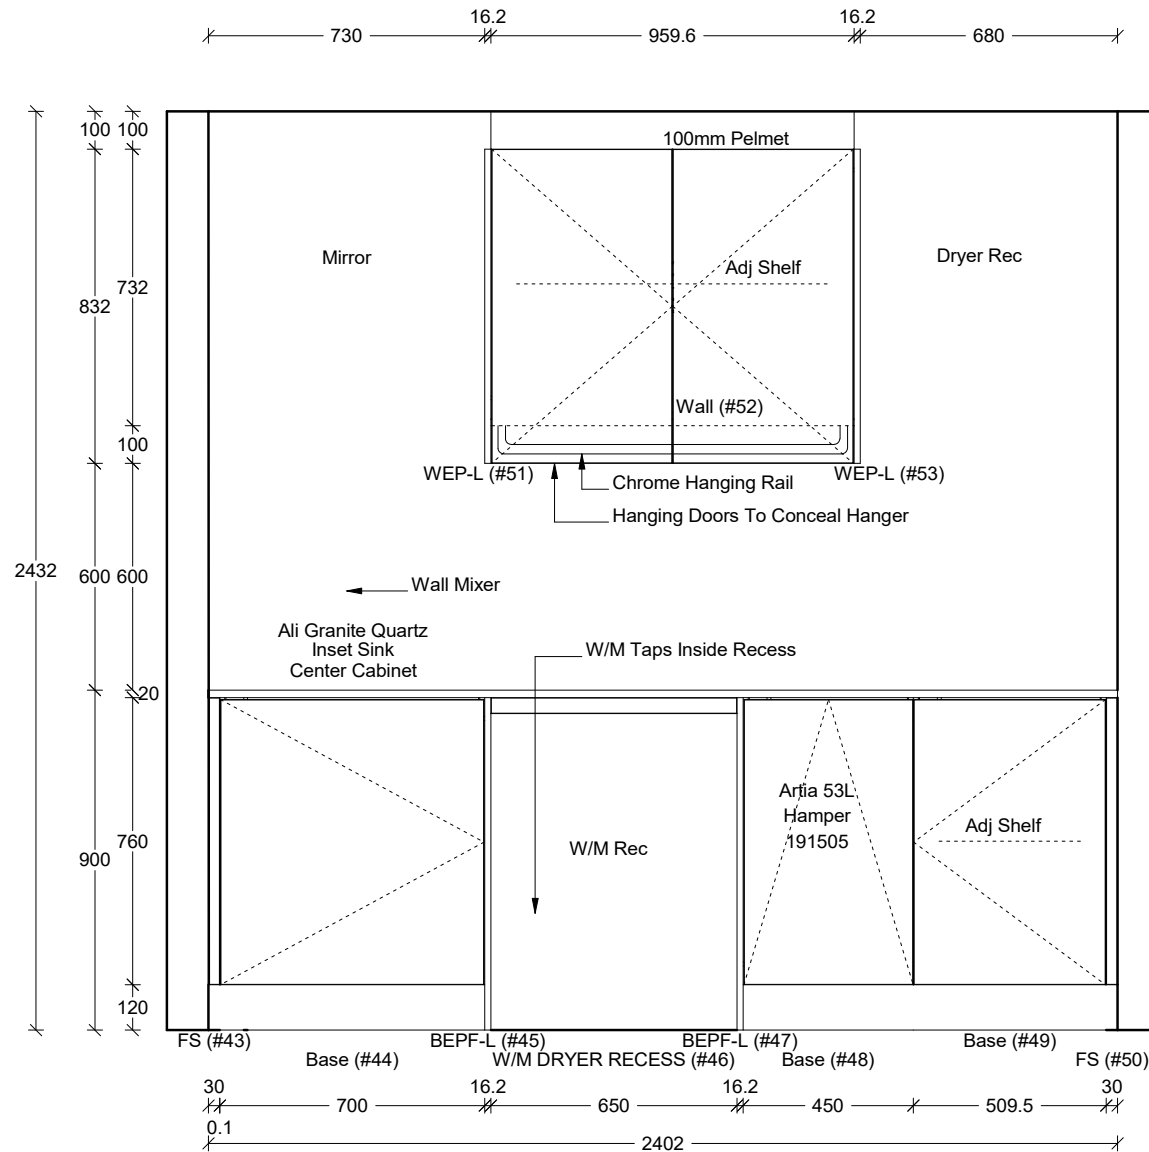 16.2 16.2
730 959.6 680
100 100
100mm Pelmet
Mirror
Dryer Rec
Adj Shelf
732
832
Wall (#52)
100
WEP-L (#51) WEP-L (#53)
Chrome Hanging Rail
Hanging Doors To Conceal Hanger
2432 600 600
Wall Mixer
Ali Granite Quartz
Inset Sink
Center Cabinet
W/M Taps Inside Recess
20
Artia 53L
Hamper
191505
Adj Shelf
760
W/M Rec
900
120
FS (#43) BEPF-L (#45) BEPF-L (#47) Base (#49)
Base (#44) W/M DRYER RECESS (#46) Base (#48) FS (#50)
30 16.2 16.2 30
700 650 450 509.5
0.1
2402